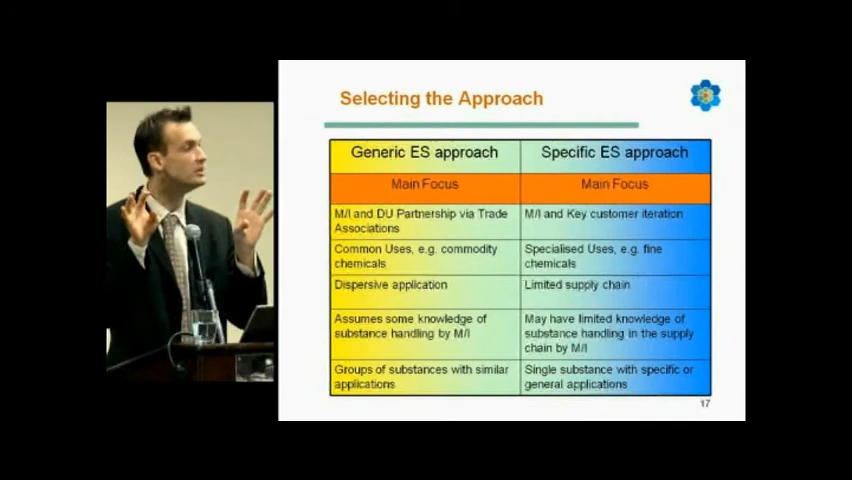 Selecting the Approach
Generic ES approach
Specific ES approach
Main Focus
Main Focus
M/I and DU Partnership via Trade
Associations
M/I and Key customer iteration
Common Uses, e.g. commodity
chemicals
Specialised Uses, e.g. fine
chemicals
Dispersive application
Limited supply chain
Assumes some knowledge of
substance handling by M/I
May have limited knowledge of
substance handling in the supply
chain by M/I
Groups of substances with similar
applications
Single substance with specific or
general applications
17